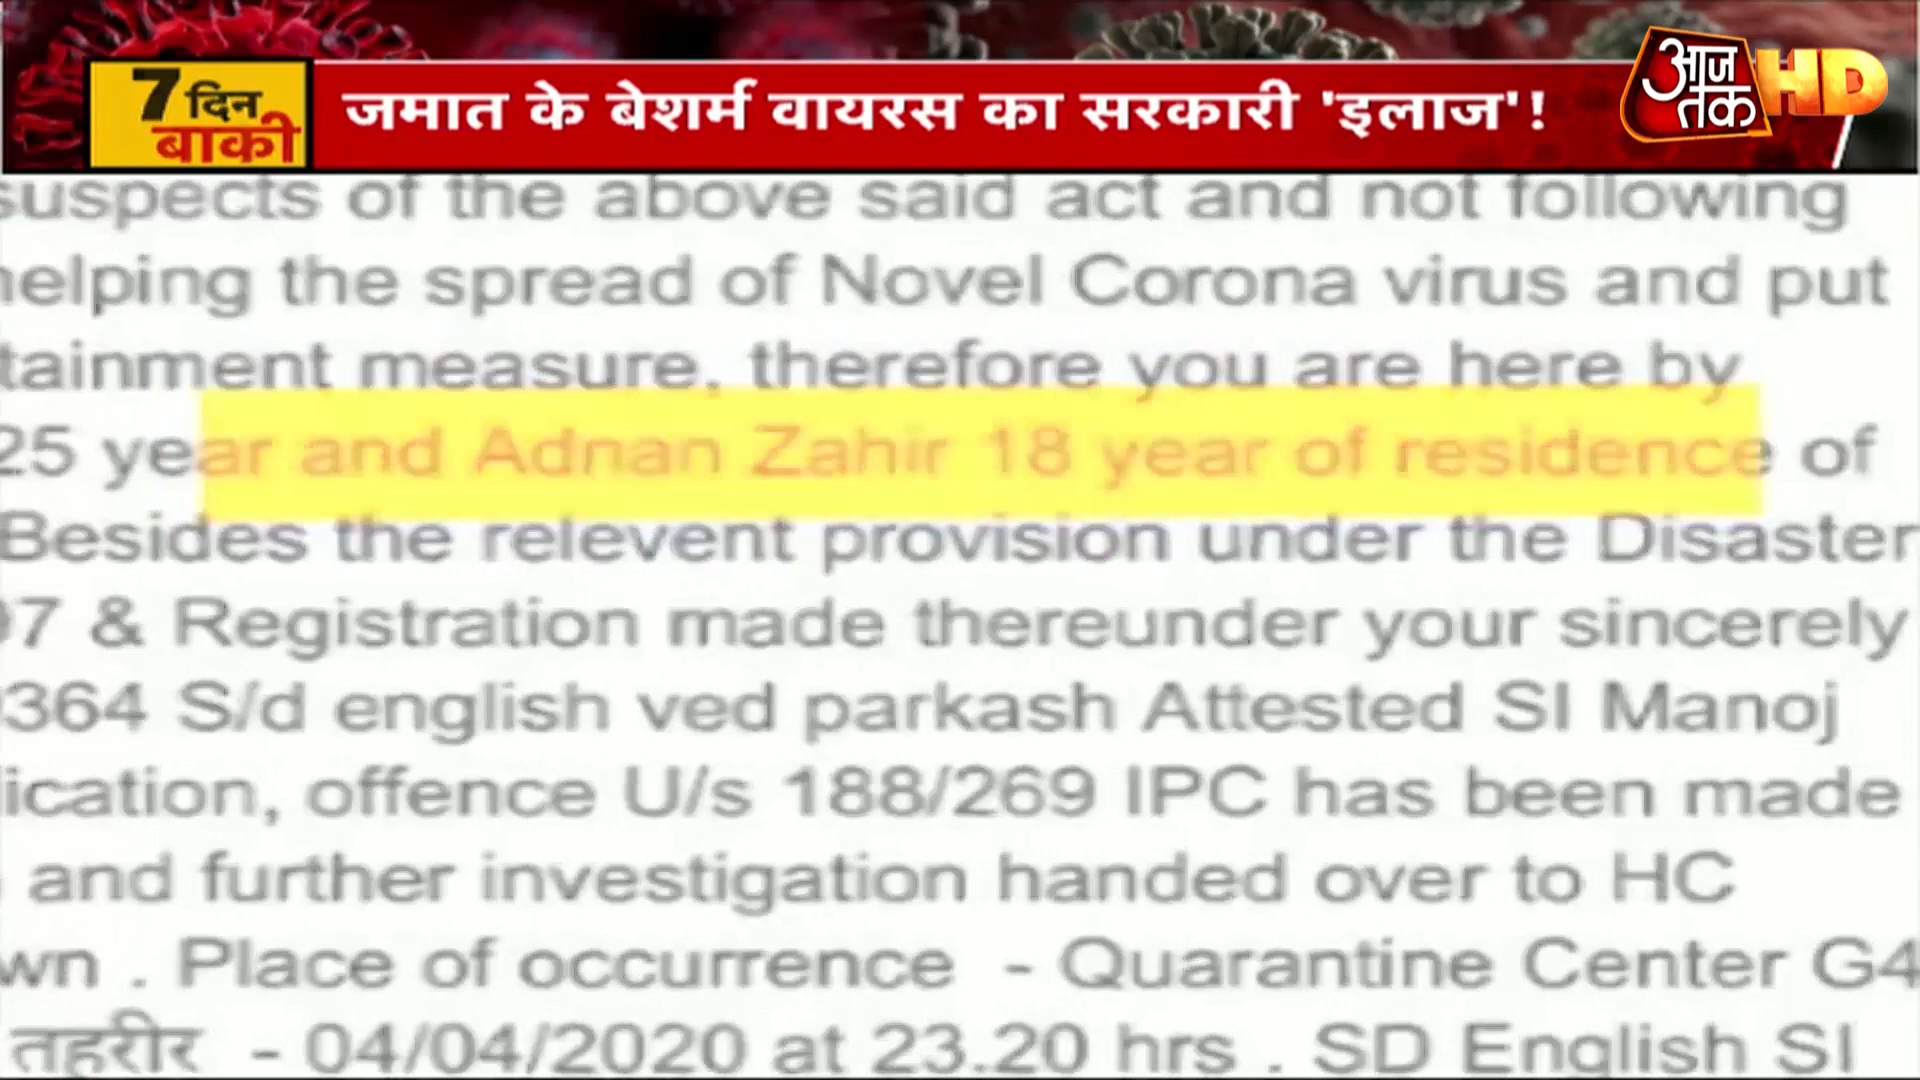 7 दिन
बाकी
जमात के बेशर्म वायरस का सरकारी 'इलाज'!
आज
तक
HD
suspects of the above said act and not following
helping the spread of Novel Corona virus and put
tainment measure, therefore you are here by
25 year and Adnan Zahir 18 year of residence of
Besides the relevent provision under the Disaster
97 & Registration made thereunder your sincerely
364 S/d english ved parkash Attested SI Manoj
ication, offence U/s 188/269 IPC has been made
and further investigation handed over to HC
wn . Place of occurrence - Quarantine Center G4
तहरीर - 04/04/2020 at 23.20 hrs . SD English SI